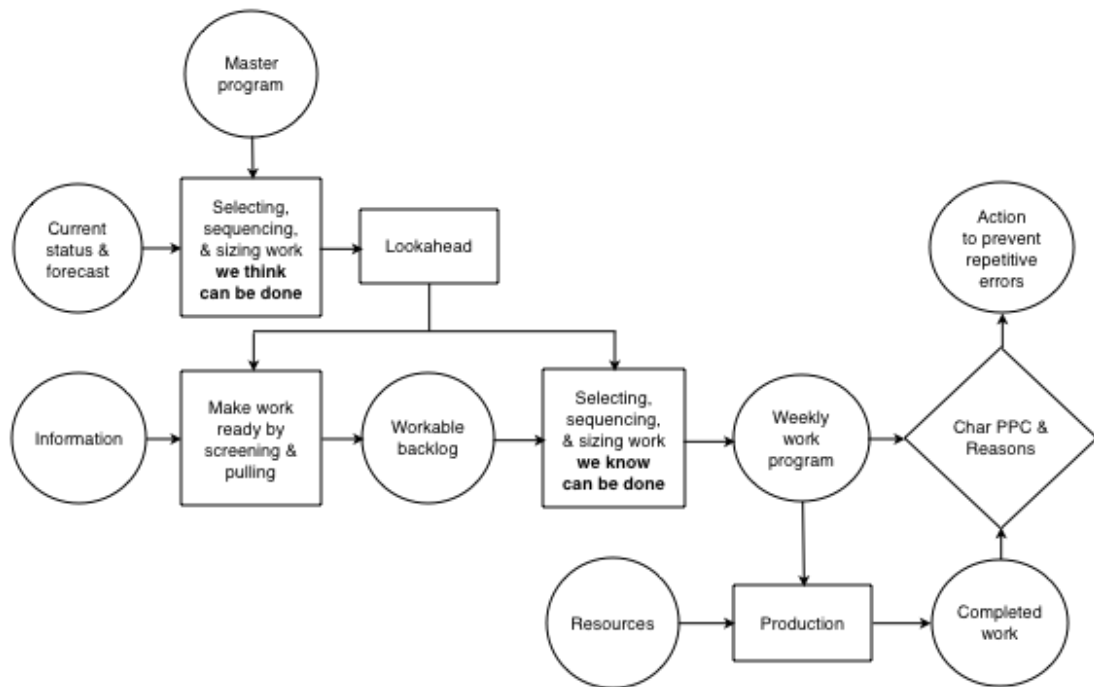 Master
program
Current
status &
forecast
Selecting,
sequencing,
& sizing work
we think
can be done
Lookahead
Action
to prevent
repetitive
errors
Information
Make work
ready by
screening &
pulling
Workable
backlog
Selecting,
sequencing,
& sizing work
we know
can be done
Weekly
work
program
Char PPC &
Reasons
Resources
Production
Completed
work